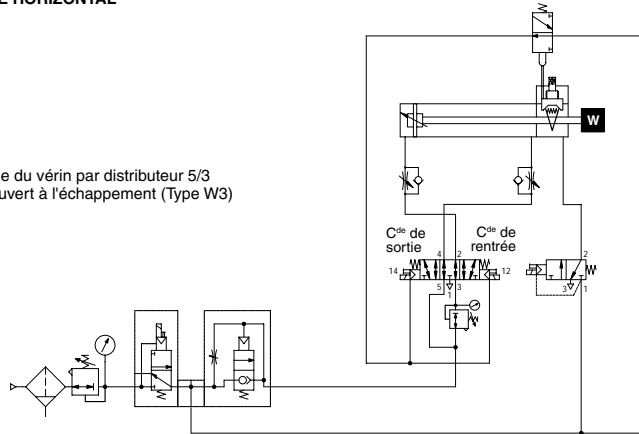 E HORIZONTAL
W
e du vérin par distributeur 5/3
uvert à l'échappement (Type W3)
Cde de sortie
Cde de rentrée
4 2
14 12
5 1 3
2
3 1